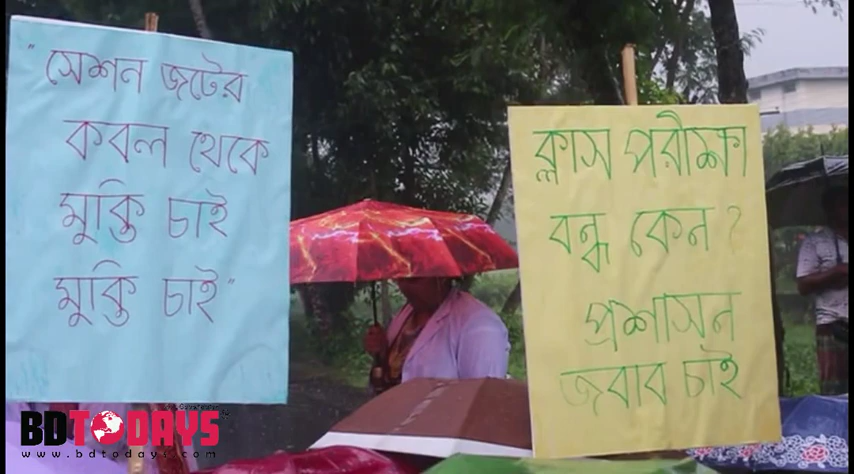 "সেশন জটের
কবল থেকে
মুক্তি চাই
মুক্তি চাই"
ক্লাস পরীক্ষা
বন্ধ কেন?
প্রশাসন
জবাব চাই
BDTODAYS
www.bdtodays.com